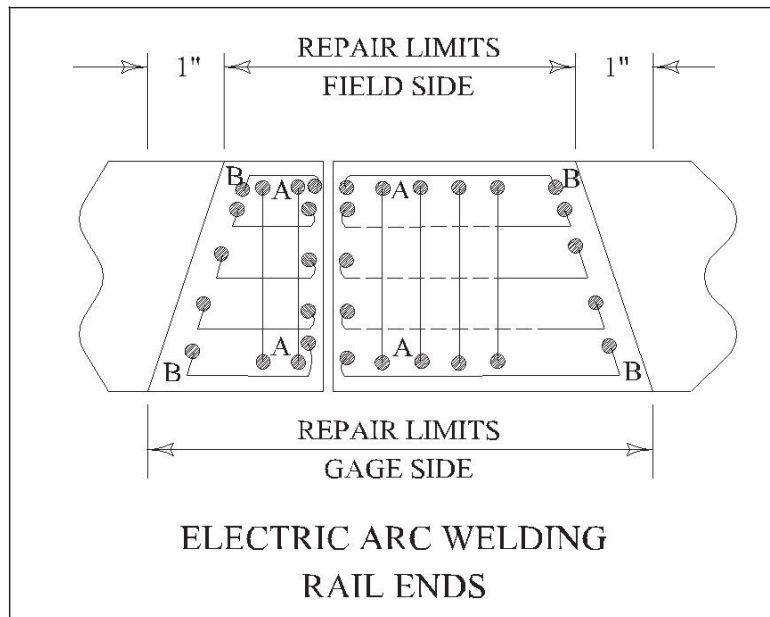 REPAIR LIMITS
1" 1"
FIELD SIDE
B A A B
A A
B B
REPAIR LIMITS
GAGE SIDE
ELECTRIC ARC WELDING
RAIL ENDS